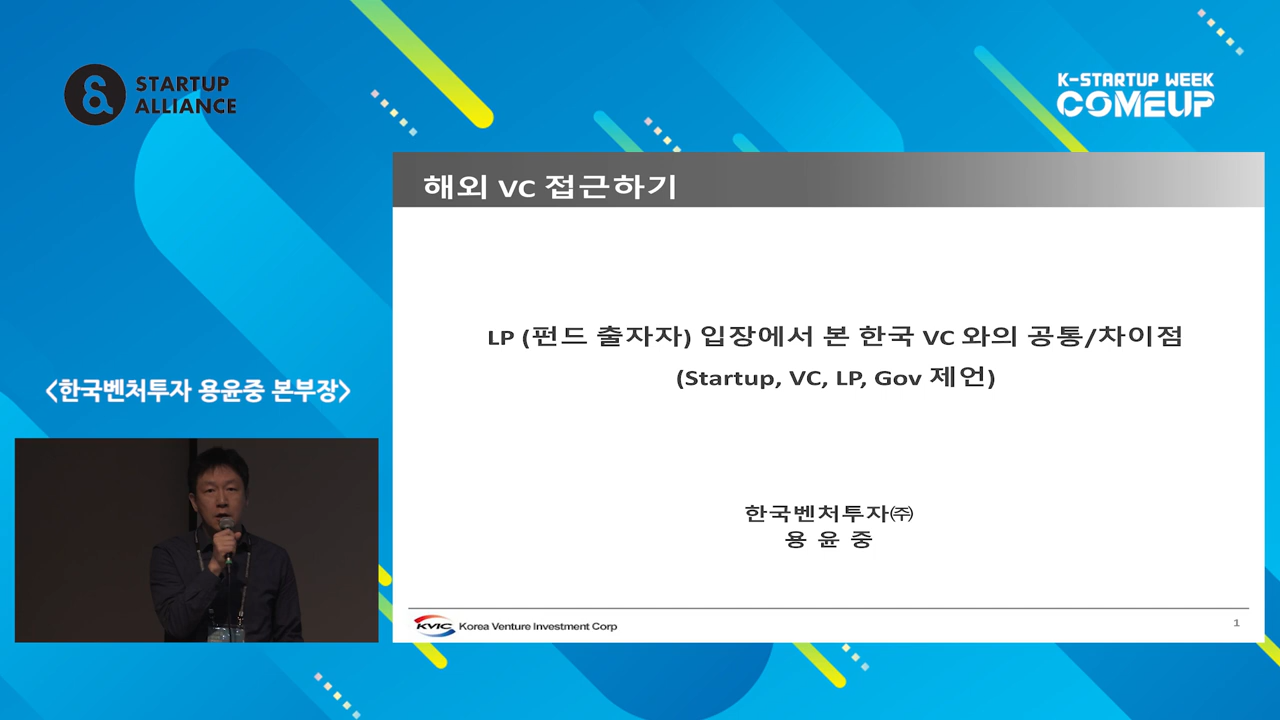 STARTUP
ALLIANCE
K-STARTUP WEEK
COMEUP
해외 VC 접근하기
LP (펀드 출자자) 입장에서 본 한국 VC 와의 공통/차이점
(Startup, VC, LP, Gov 제언)
<한국벤처투자 용윤중 본부장>
한국벤처투자㈜
용 윤 중
KVIC Korea Venture Investment Corp
1